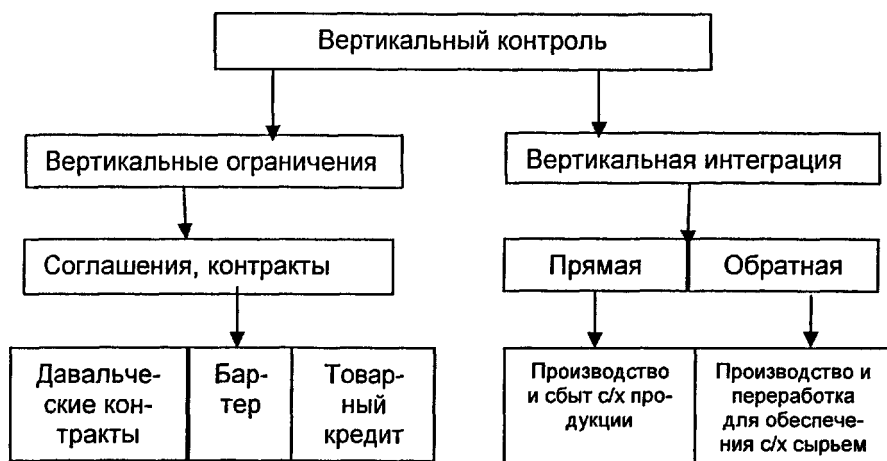 Вертикальный контроль
Вертикальные ограничения
Вертикальная интеграция
Соглашения, контракты
Прямая
Обратная
Давальче-
ские кон-
тракты
Бар-
тер
Товар-
ный
кредит
Производство
и сбыт с/х про-
дукции
Производство и
переработка
для обеспече-
ния с/х сырьем